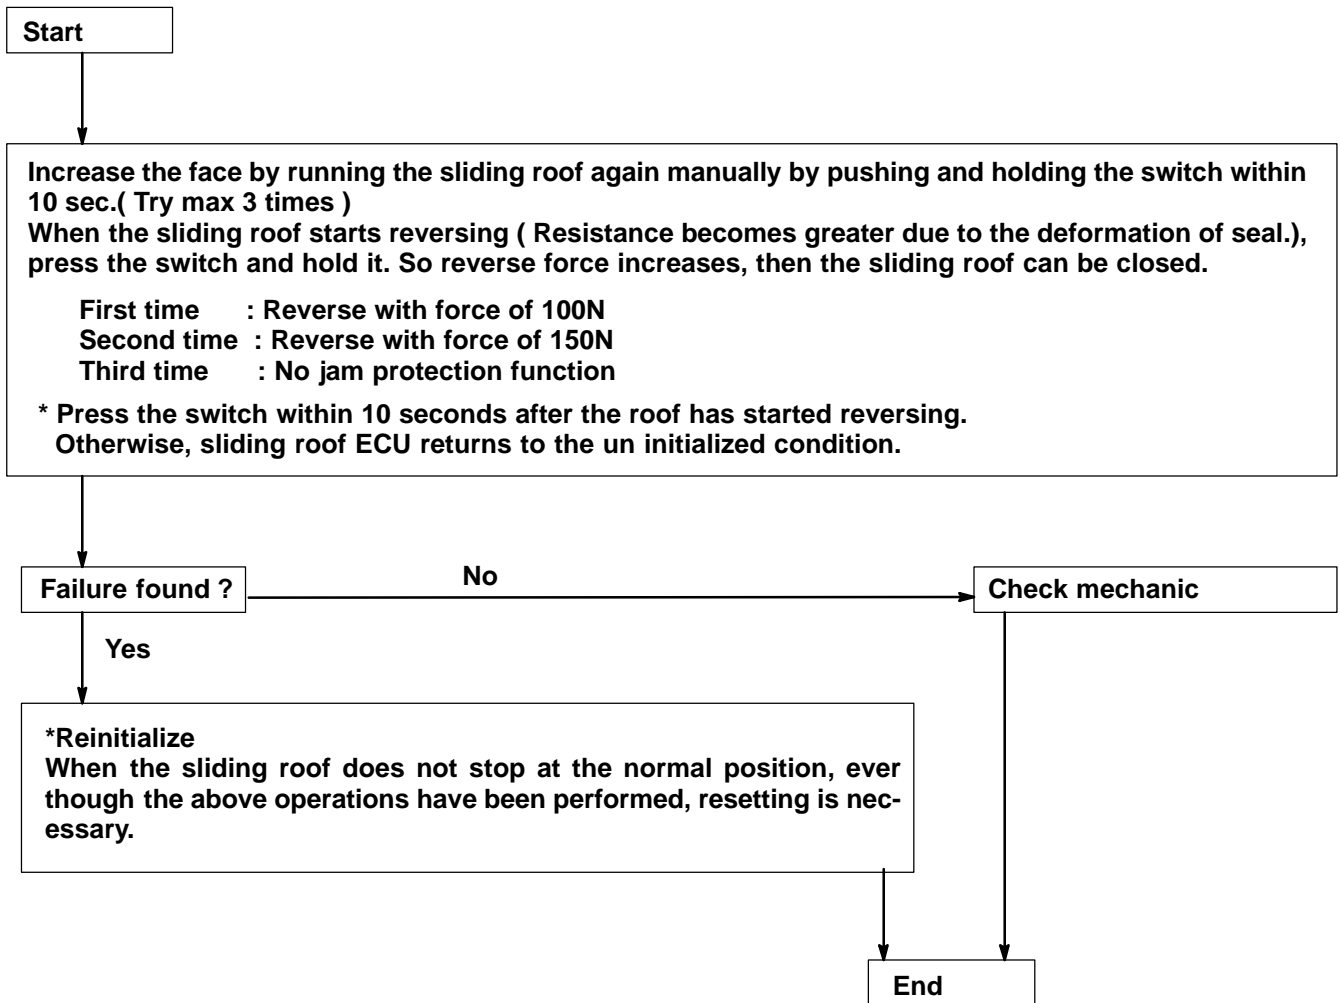 Start
Increase the face by running the sliding roof again manually by pushing and holding the switch within
10 sec.( Try max 3 times )
When the sliding roof starts reversing ( Resistance becomes greater due to the deformation of seal.),
press the switch and hold it. So reverse force increases, then the sliding roof can be closed.
First time : Reverse with force of 100N
Second time : Reverse with force of 150N
Third time : No jam protection function
* Press the switch within 10 seconds after the roof has started reversing.
Otherwise, sliding roof ECU returns to the un initialized condition.
Failure found ?
No
Check mechanic
Yes
*Reinitialize
When the sliding roof does not stop at the normal position, ever
though the above operations have been performed, resetting is nec-
essary.
End